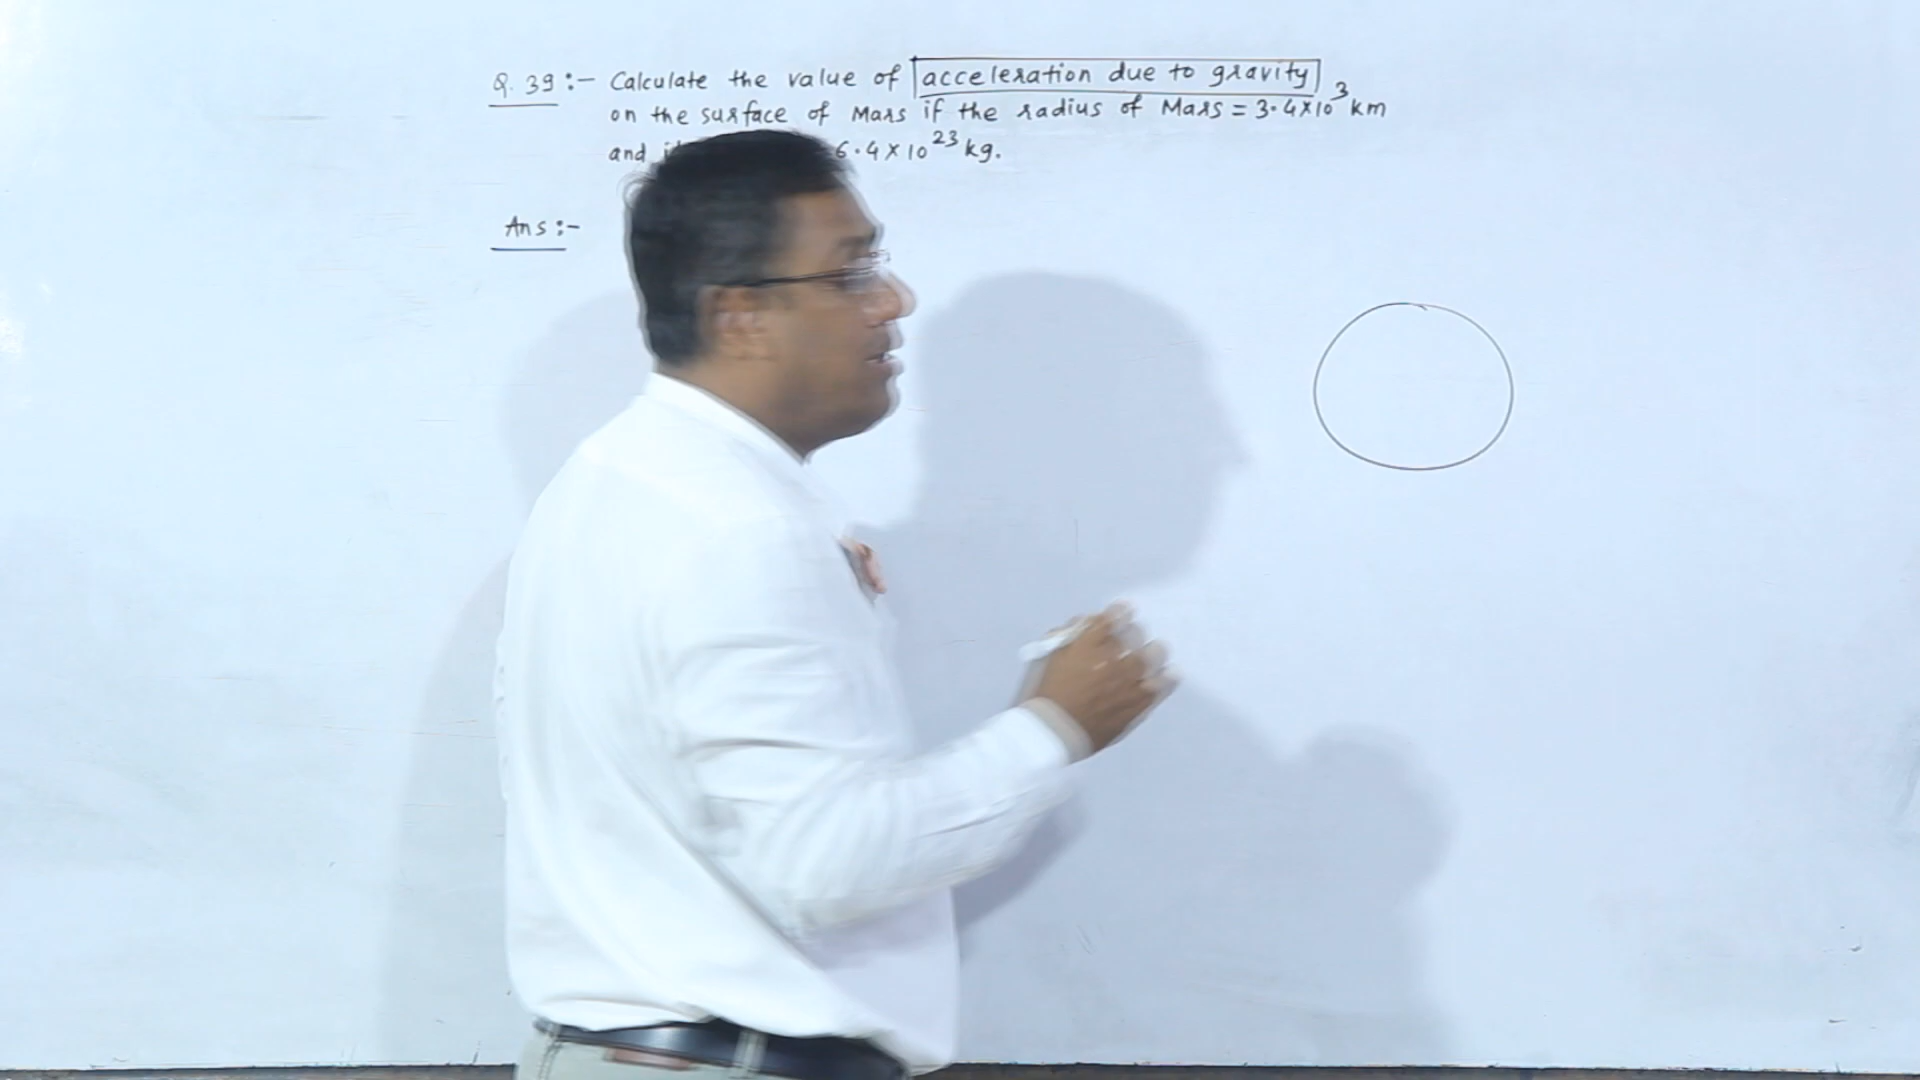 Q. 39 :- Calculate the value of acceleration due to gravity
on the surface of Mars if the radius of Mars = 3.4×10³ km
and 6.4 × 10²³ kg.
Ans :-